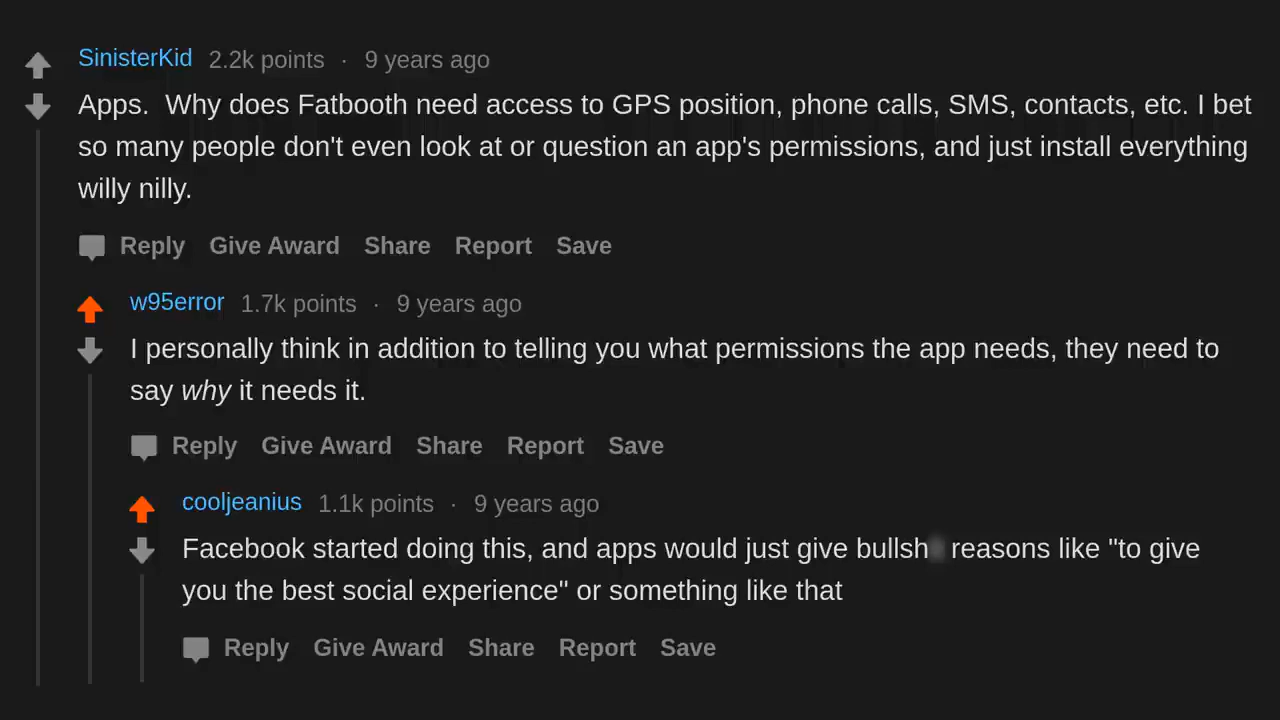 SinisterKid 2.2k points · 9 years ago
Apps.  Why does Fatbooth need access to GPS position, phone calls, SMS, contacts, etc. I bet
so many people don't even look at or question an app's permissions, and just install everything
willy nilly.
Reply Give Award Share Report Save
w95error 1.7k points · 9 years ago
I personally think in addition to telling you what permissions the app needs, they need to
say why it needs it.
Reply Give Award Share Report Save
cooljeanius 1.1k points · 9 years ago
Facebook started doing this, and apps would just give bullsh reasons like "to give
you the best social experience" or something like that
Reply Give Award Share Report Save